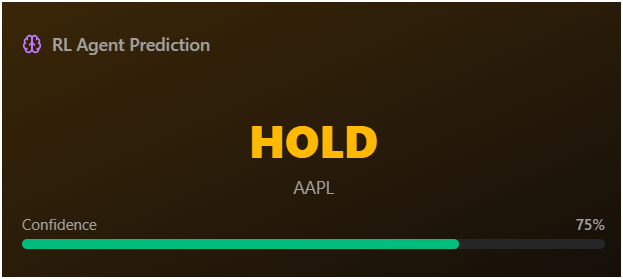 RL Agent Prediction
HOLD
AAPL
Confidence 75%